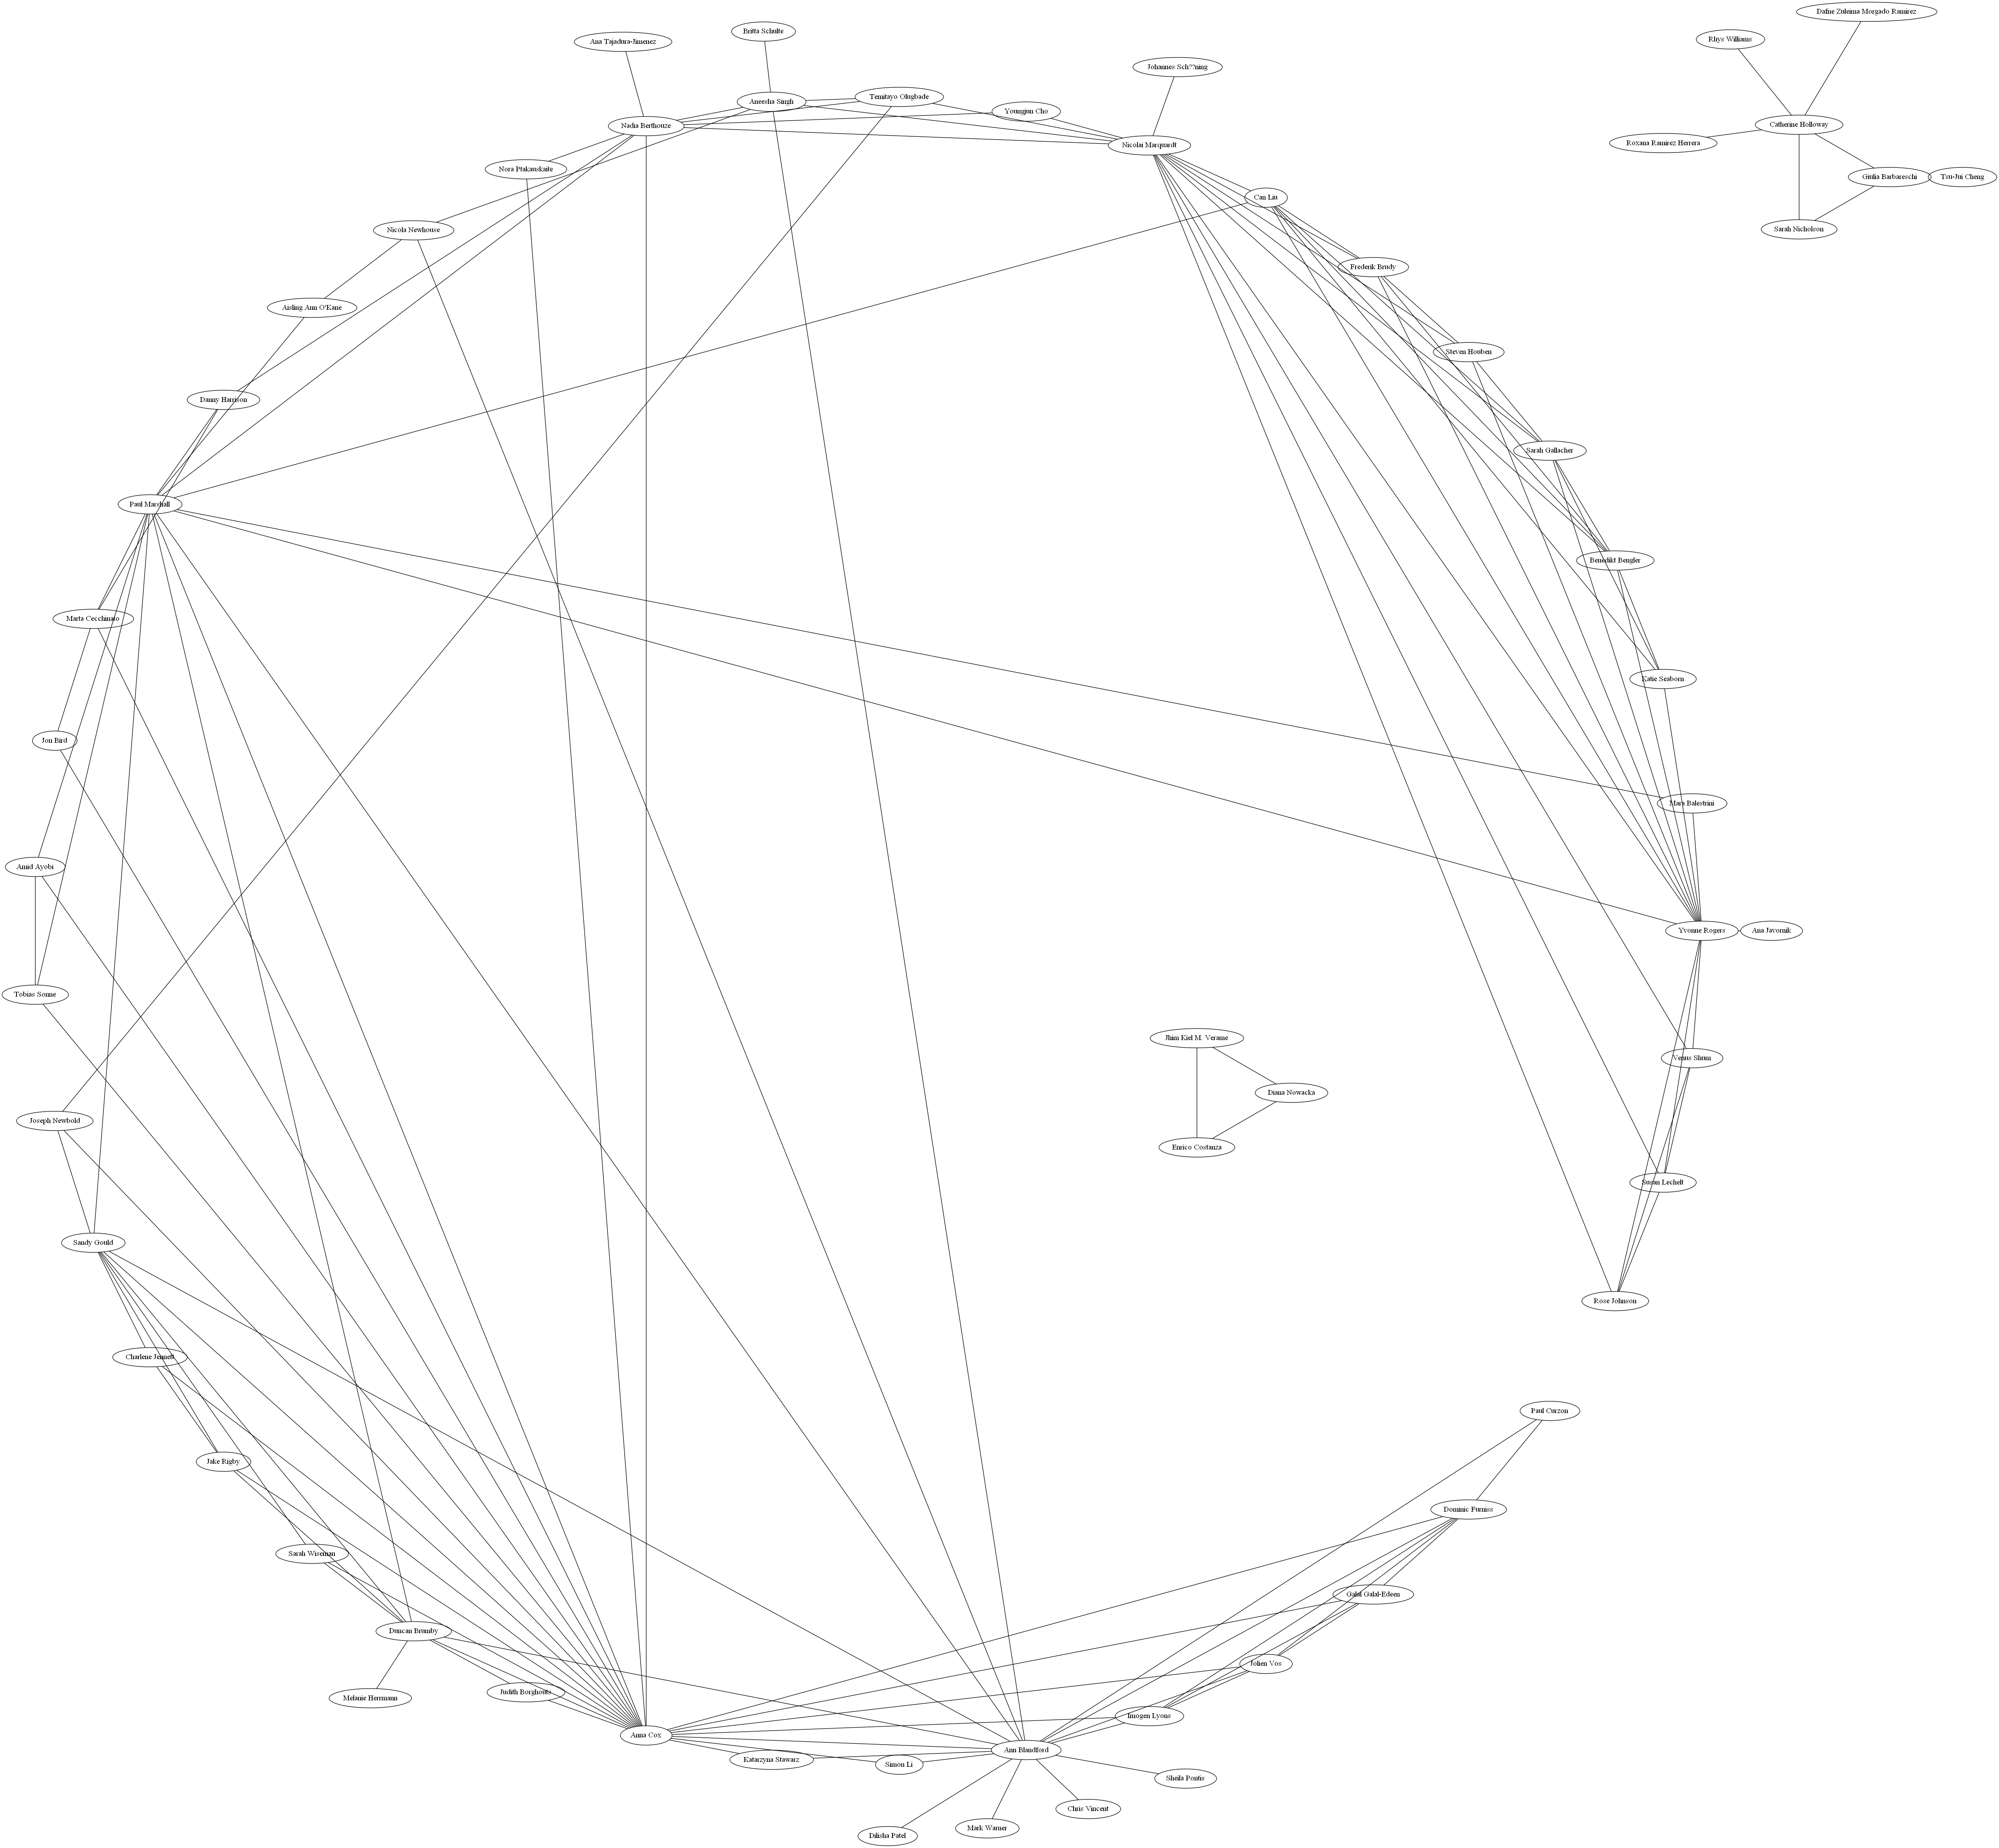 Dafne Zuleima Morgado Ramirez
Britta Schulte
Rhys Williams
Ana Tajadura-Jimenez
Johannes Sch??ning
Temitayo Olugbade
Aneesha Singh
Youngjun Cho
Catherine Holloway
Nadia Berthouze
Roxana Ramirez Herrera
Nicolai Marquardt
Nora Ptakauskaite
Giulia Barbareschi
Tsu-Jui Cheng
Can Liu
Sarah Nicholson
Nicola Newhouse
Frederik Brudy
Aisling Ann O'Kane
Steven Houben
Danny Harrison
Sarah Gallacher
Paul Marshall
Benedikt Bengler
Marta Cecchinato
Katie Seaborn
Jon Bird
Mara Balestrini
Amid Ayobi
Yvonne Rogers
Ana Javornik
Tobias Sonne
Jhim Kiel M. Verame
Venus Shum
Diana Nowacka
Joseph Newbold
Enrico Costanza
Susan Lechelt
Sandy Gould
Rose Johnson
Charlene Jennett
Paul Curzon
Jake Rigby
Dominic Furniss
Sarah Wiseman
Galal Galal-Edeen
Duncan Brumby
Jolien Vos
Judith Borghouts
Melanie Herrmann
Imogen Lyons
Anna Cox
Ann Blandford
Katarzyna Stawarz
Simon Li
Sheila Pontis
Chris Vincent
Mark Warner
Dilisha Patel